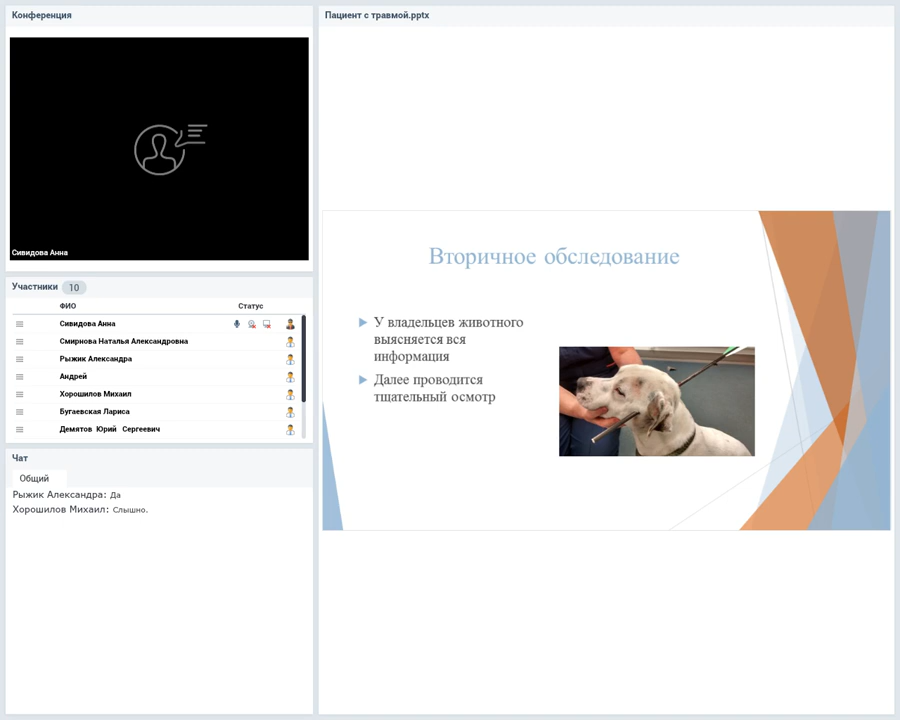 Конференция
Сивидова Анна
Участники 10
ФИО Статус
Сивидова Анна
Смирнова Наталья Александровна
Рыжик Александра
Андрей
Хорошилов Михаил
Бугаевская Лариса
Демятов Юрий Сергеевич
Чат
Общий
Рыжик Александра: Да
Хорошилов Михаил: Слышно.
Пациент с травмой.pptx
Вторичное обследование
У владельцев животного
выясняется вся
информация
Далее проводится
тщательный осмотр